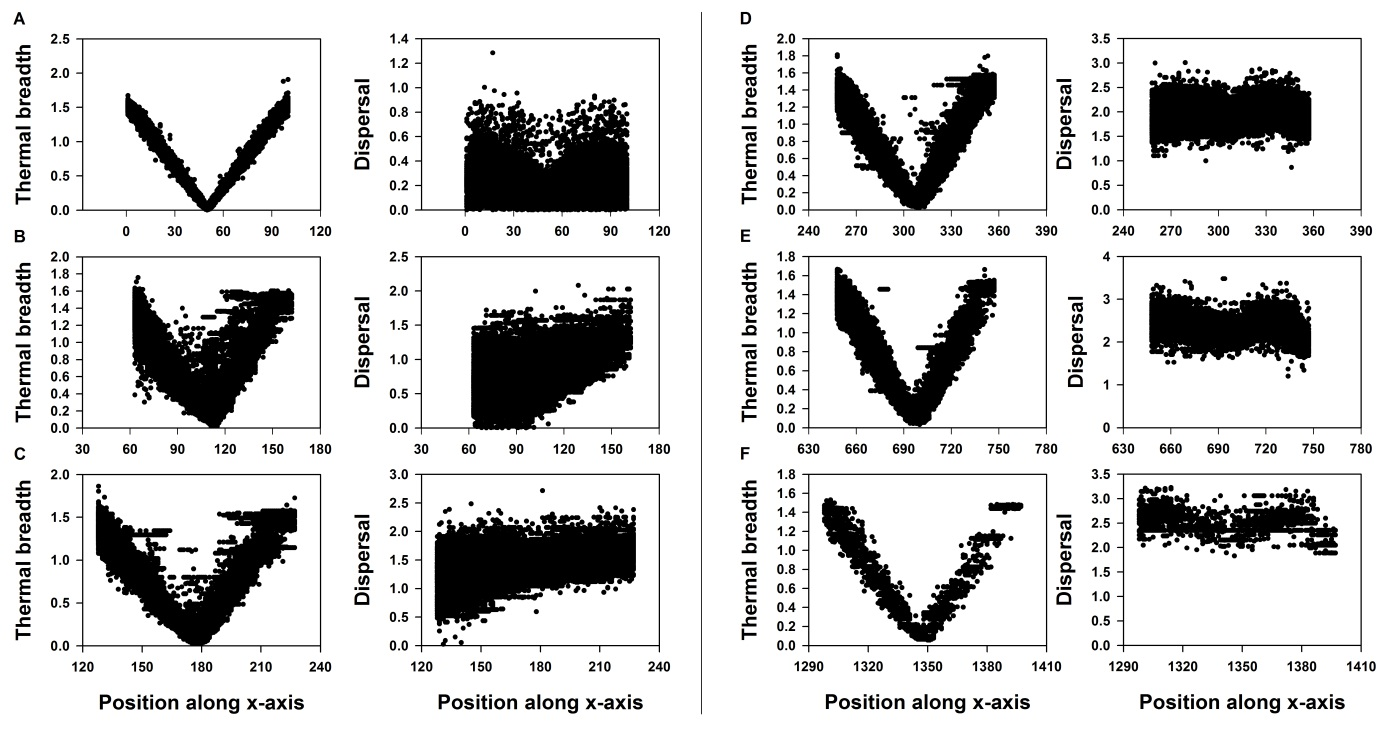 A
Thermal breadth
2.5
2.0
1.5
1.0
0.5
0.0
0 30 60 90 120
Dispersal
1.4
1.2
1.0
0.8
0.6
0.4
0.2
0.0
0 30 60 90 120
B
Thermal breadth
2.0
1.8
1.6
1.4
1.2
1.0
0.8
0.6
0.4
0.2
0.0
30 60 90 120 150 180
Dispersal
2.5
2.0
1.5
1.0
0.5
0.0
30 60 90 120 150 180
C
Thermal breadth
2.0
1.5
1.0
0.5
0.0
120 150 180 210 240
Position along x-axis
Dispersal
3.0
2.5
2.0
1.5
1.0
0.5
0.0
120 150 180 210 240
Position along x-axis
D
Thermal breadth
2.0
1.8
1.6
1.4
1.2
1.0
0.8
0.6
0.4
0.2
0.0
240 270 300 330 360 390
Dispersal
3.5
3.0
2.5
2.0
1.5
1.0
0.5
0.0
240 270 300 330 360 390
E
Thermal breadth
1.8
1.6
1.4
1.2
1.0
0.8
0.6
0.4
0.2
0.0
630 660 690 720 750 780
Dispersal
4
3
2
1
0
630 660 690 720 750 780
F
Thermal breadth
1.8
1.6
1.4
1.2
1.0
0.8
0.6
0.4
0.2
0.0
1290 1320 1350 1380 1410
Position along x-axis
Dispersal
3.5
3.0
2.5
2.0
1.5
1.0
0.5
0.0
1290 1320 1350 1380 1410
Position along x-axis